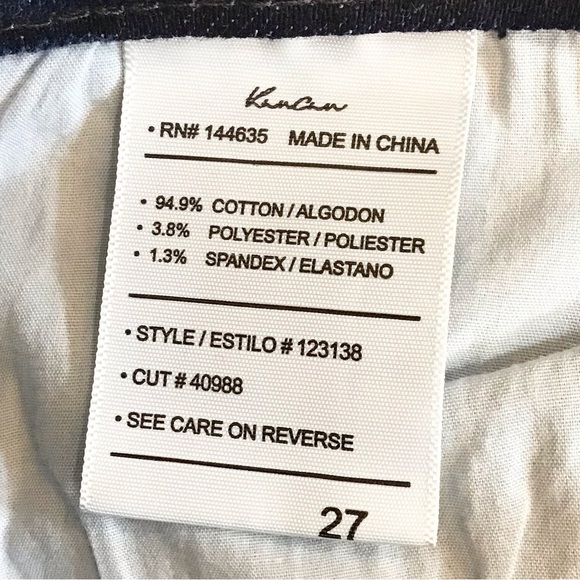 KanCan
• RN# 144635 MADE IN CHINA
• 94.9% COTTON / ALGODON
• 3.8% POLYESTER / POLIESTER
• 1.3% SPANDEX / ELASTANO
• STYLE / ESTILO # 123138
• CUT # 40988
• SEE CARE ON REVERSE
27